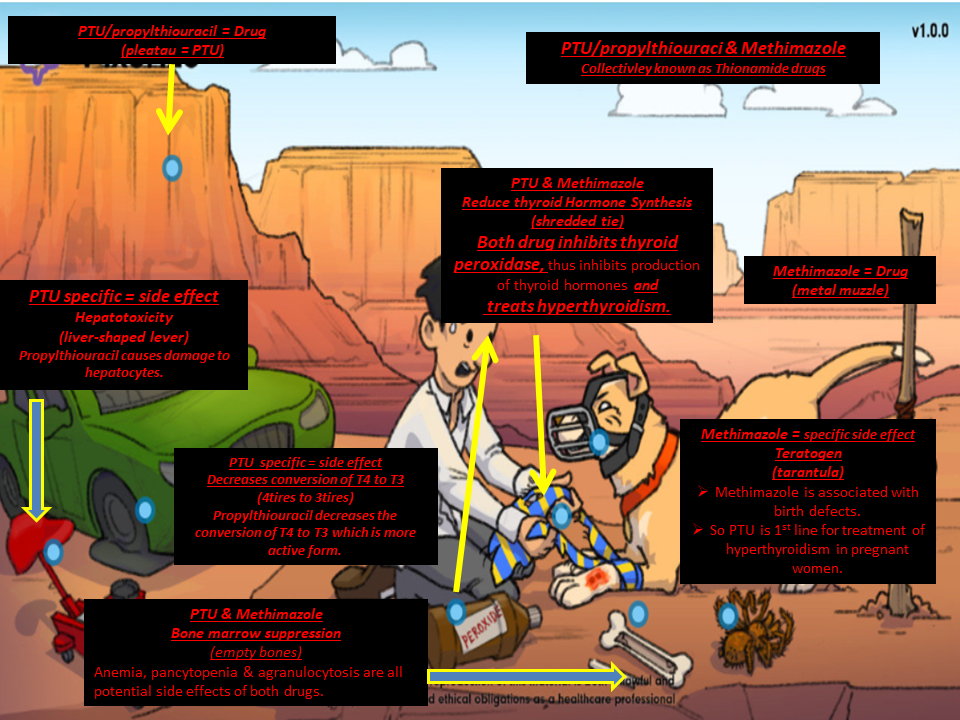 PTU/propylthiouracil = Drug
(pleatau = PTU)
v1.0.0
PTU/propylthiouraci & Methimazole
Collectivley known as Thionamide drugs
PTU & Methimazole
Reduce thyroid Hormone Synthesis
(shredded tie)
Both drug inhibits thyroid
peroxidase, thus inhibits production
of thyroid hormones and
treats hyperthyroidism.
Methimazole = Drug
(metal muzzle)
PTU specific = side effect
Hepatotoxicity
(liver-shaped lever)
Propylthiouracil causes damage to
hepatocytes.
Methimazole = specific side effect
Teratogen
(tarantula)
➢ Methimazole is associated with
birth defects.
➢ So PTU is 1st line for treatment of
hyperthyroidism in pregnant
women.
PTU specific = side effect
Decreases conversion of T4 to T3
(4tires to 3tires)
Propylthiouracil decreases the
conversion of T4 to T3 which is more
active form.
PEROXIDE
PTU & Methimazole
Bone marrow suppression
(empty bones)
Anemia, pancytopenia & agranulocytosis are all
potential side effects of both drugs.
and
ethical obligations as a healthcare professional